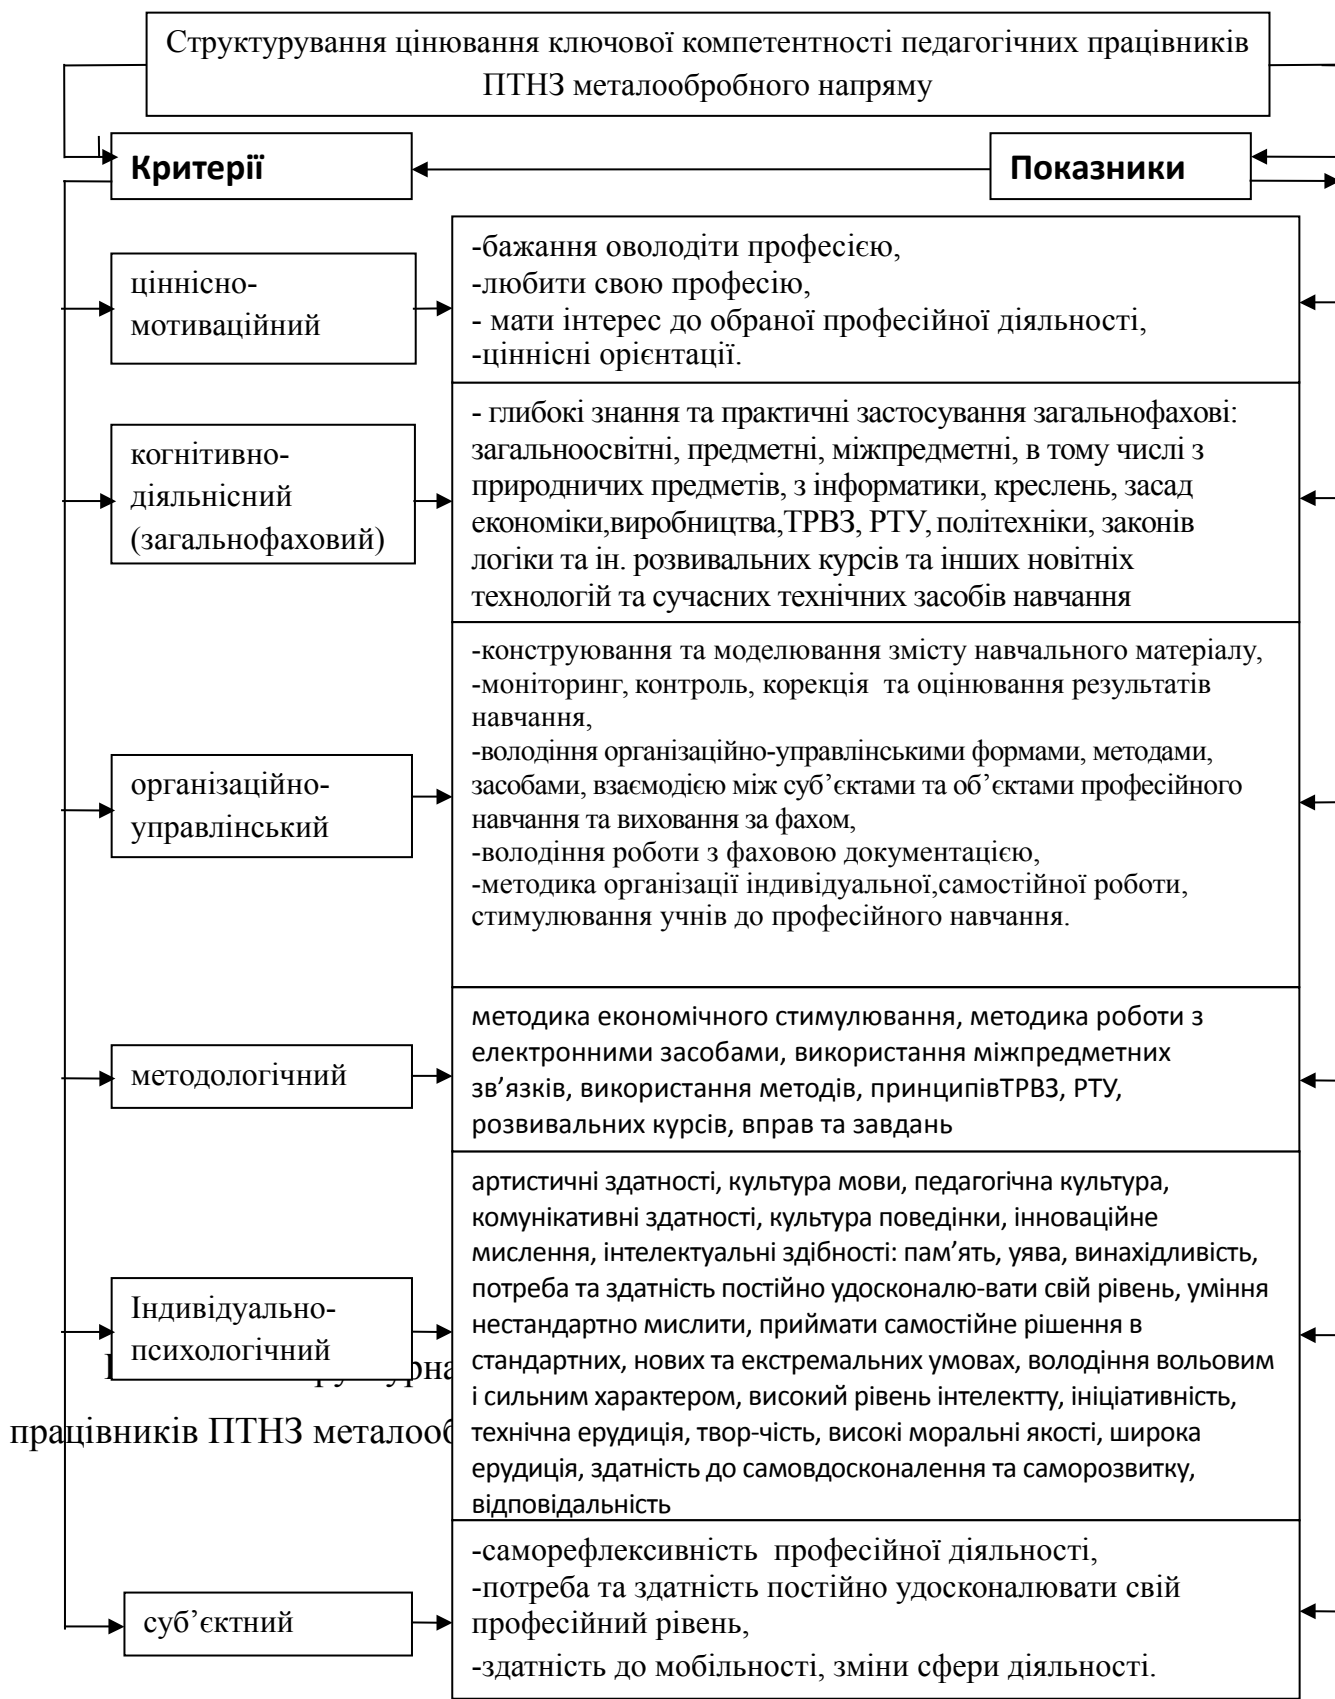 Структурування цінювання ключової компетентності педагогічних працівників
ПТНЗ металообробного напряму
Критерії
Показники
ціннісно-
мотиваційний
-бажання оволодіти професією,
-любити свою професію,
- мати інтерес до обраної професійної діяльності,
-ціннісні орієнтації.
когнітивно-
діяльнісний
(загальнофаховий)
- глибокі знання та практичні застосування загальнофахові:
загальноосвітні, предметні, міжпредметні, в тому числі з
природничих предметів, з інформатики, креслень, засад
економіки,виробництва,ТРВЗ, РТУ, політехніки, законів
логіки та ін. розвивальних курсів та інших новітніх
технологій та сучасних технічних засобів навчання
організаційно-
управлінський
-конструювання та моделювання змісту навчального матеріалу,
-моніторинг, контроль, корекція та оцінювання результатів
навчання,
-володіння організаційно-управлінськими формами, методами,
засобами, взаємодією між суб’єктами та об’єктами професійного
навчання та виховання за фахом,
-володіння роботи з фаховою документацією,
-методика організації індивідуальної,самостійної роботи,
стимулювання учнів до професійного навчання.
методологічний
методика економічного стимулювання, методика роботи з
електронними засобами, використання міжпредметних
зв’язків, використання методів, принципівТРВЗ, РТУ,
розвивальних курсів, вправ та завдань
Індивідуально-
психологічний
артистичні здатності, культура мови, педагогічна культура,
комунікативні здатності, культура поведінки, інноваційне
мислення, інтелектуальні здібності: пам’ять, уява, винахідливість,
потреба та здатність постійно удосконалю-вати свій рівень, уміння
нестандартно мислити, приймати самостійне рішення в
стандартних, нових та екстремальних умовах, володіння вольовим
і сильним характером, високий рівень інтелектту, ініціативність,
технічна ерудиція, твор-чість, високі моральні якості, широка
ерудиція, здатність до самовдосконалення та саморозвитку,
відповідальність
працівників ПТНЗ металооб
суб’єктний
-саморефлексивність професійної діяльності,
-потреба та здатність постійно удосконалювати свій
професійний рівень,
-здатність до мобільності, зміни сфери діяльності.